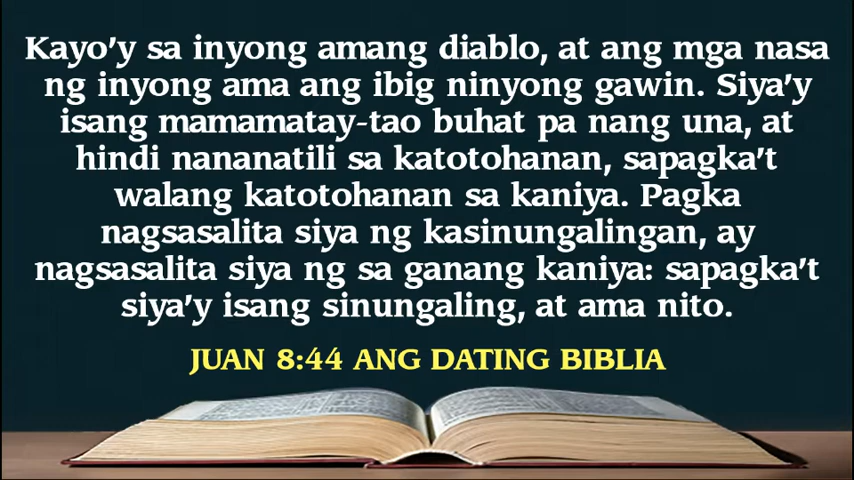 Kayo'y sa inyong amang diablo, at ang mga nasa
ng inyong ama ang ibig ninyong gawin. Siya'y
isang mamamatay-tao buhat pa nang una, at
hindi nananatili sa katotohanan, sapagka't
walang katotohanan sa kaniya. Pagka
nagsasalita siya ng kasinungalingan, ay
nagsasalita siya ng sa ganang kaniya: sapagka't
siya'y isang sinungaling, at ama nito.
JUAN 8:44 ANG DATING BIBLIA